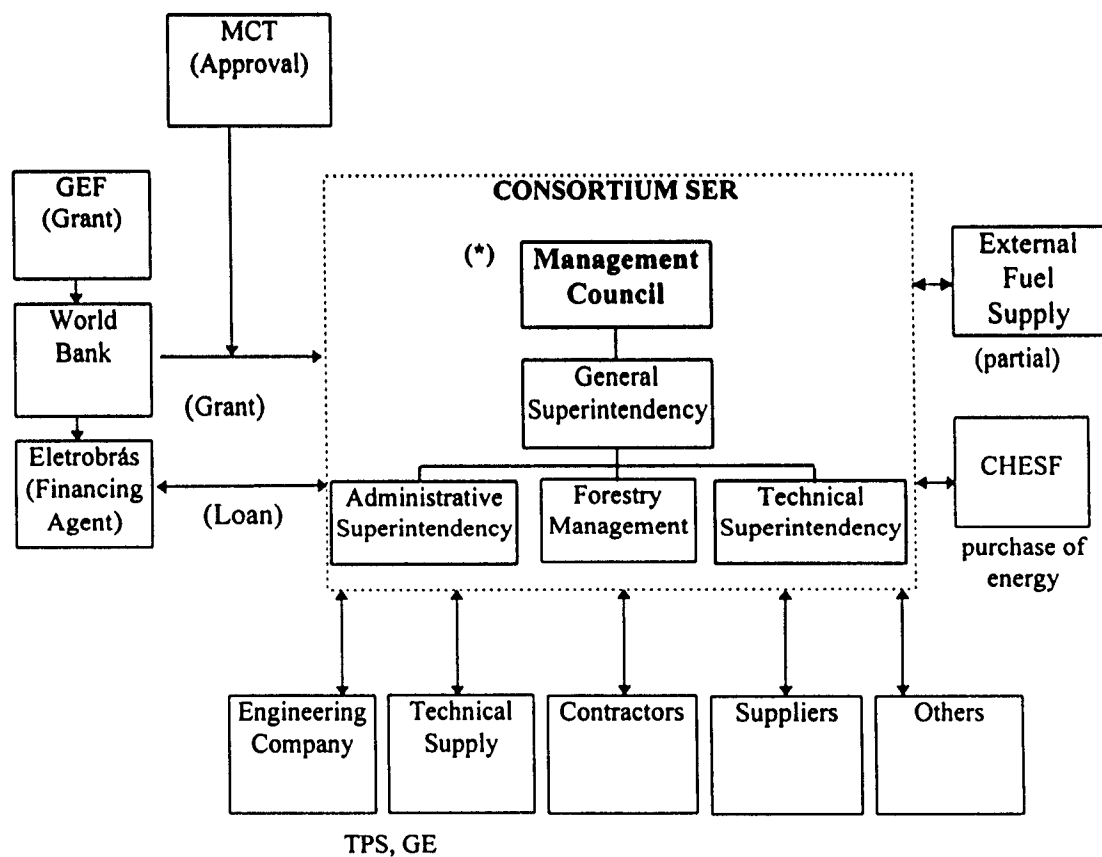 MCT
(Approval)
GEF
(Grant)
World
Bank
(Grant)
Eletrobrás
(Financing
Agent)
(Loan)
CONSORTIUM SER
(*)
Management
Council
General
Superintendency
Administrative
Superintendency
Forestry
Management
Technical
Superintendency
External
Fuel
Supply
(partial)
CHESF
purchase of
energy
Engineering
Company
Technical
Supply
Contractors
Suppliers
Others
TPS, GE